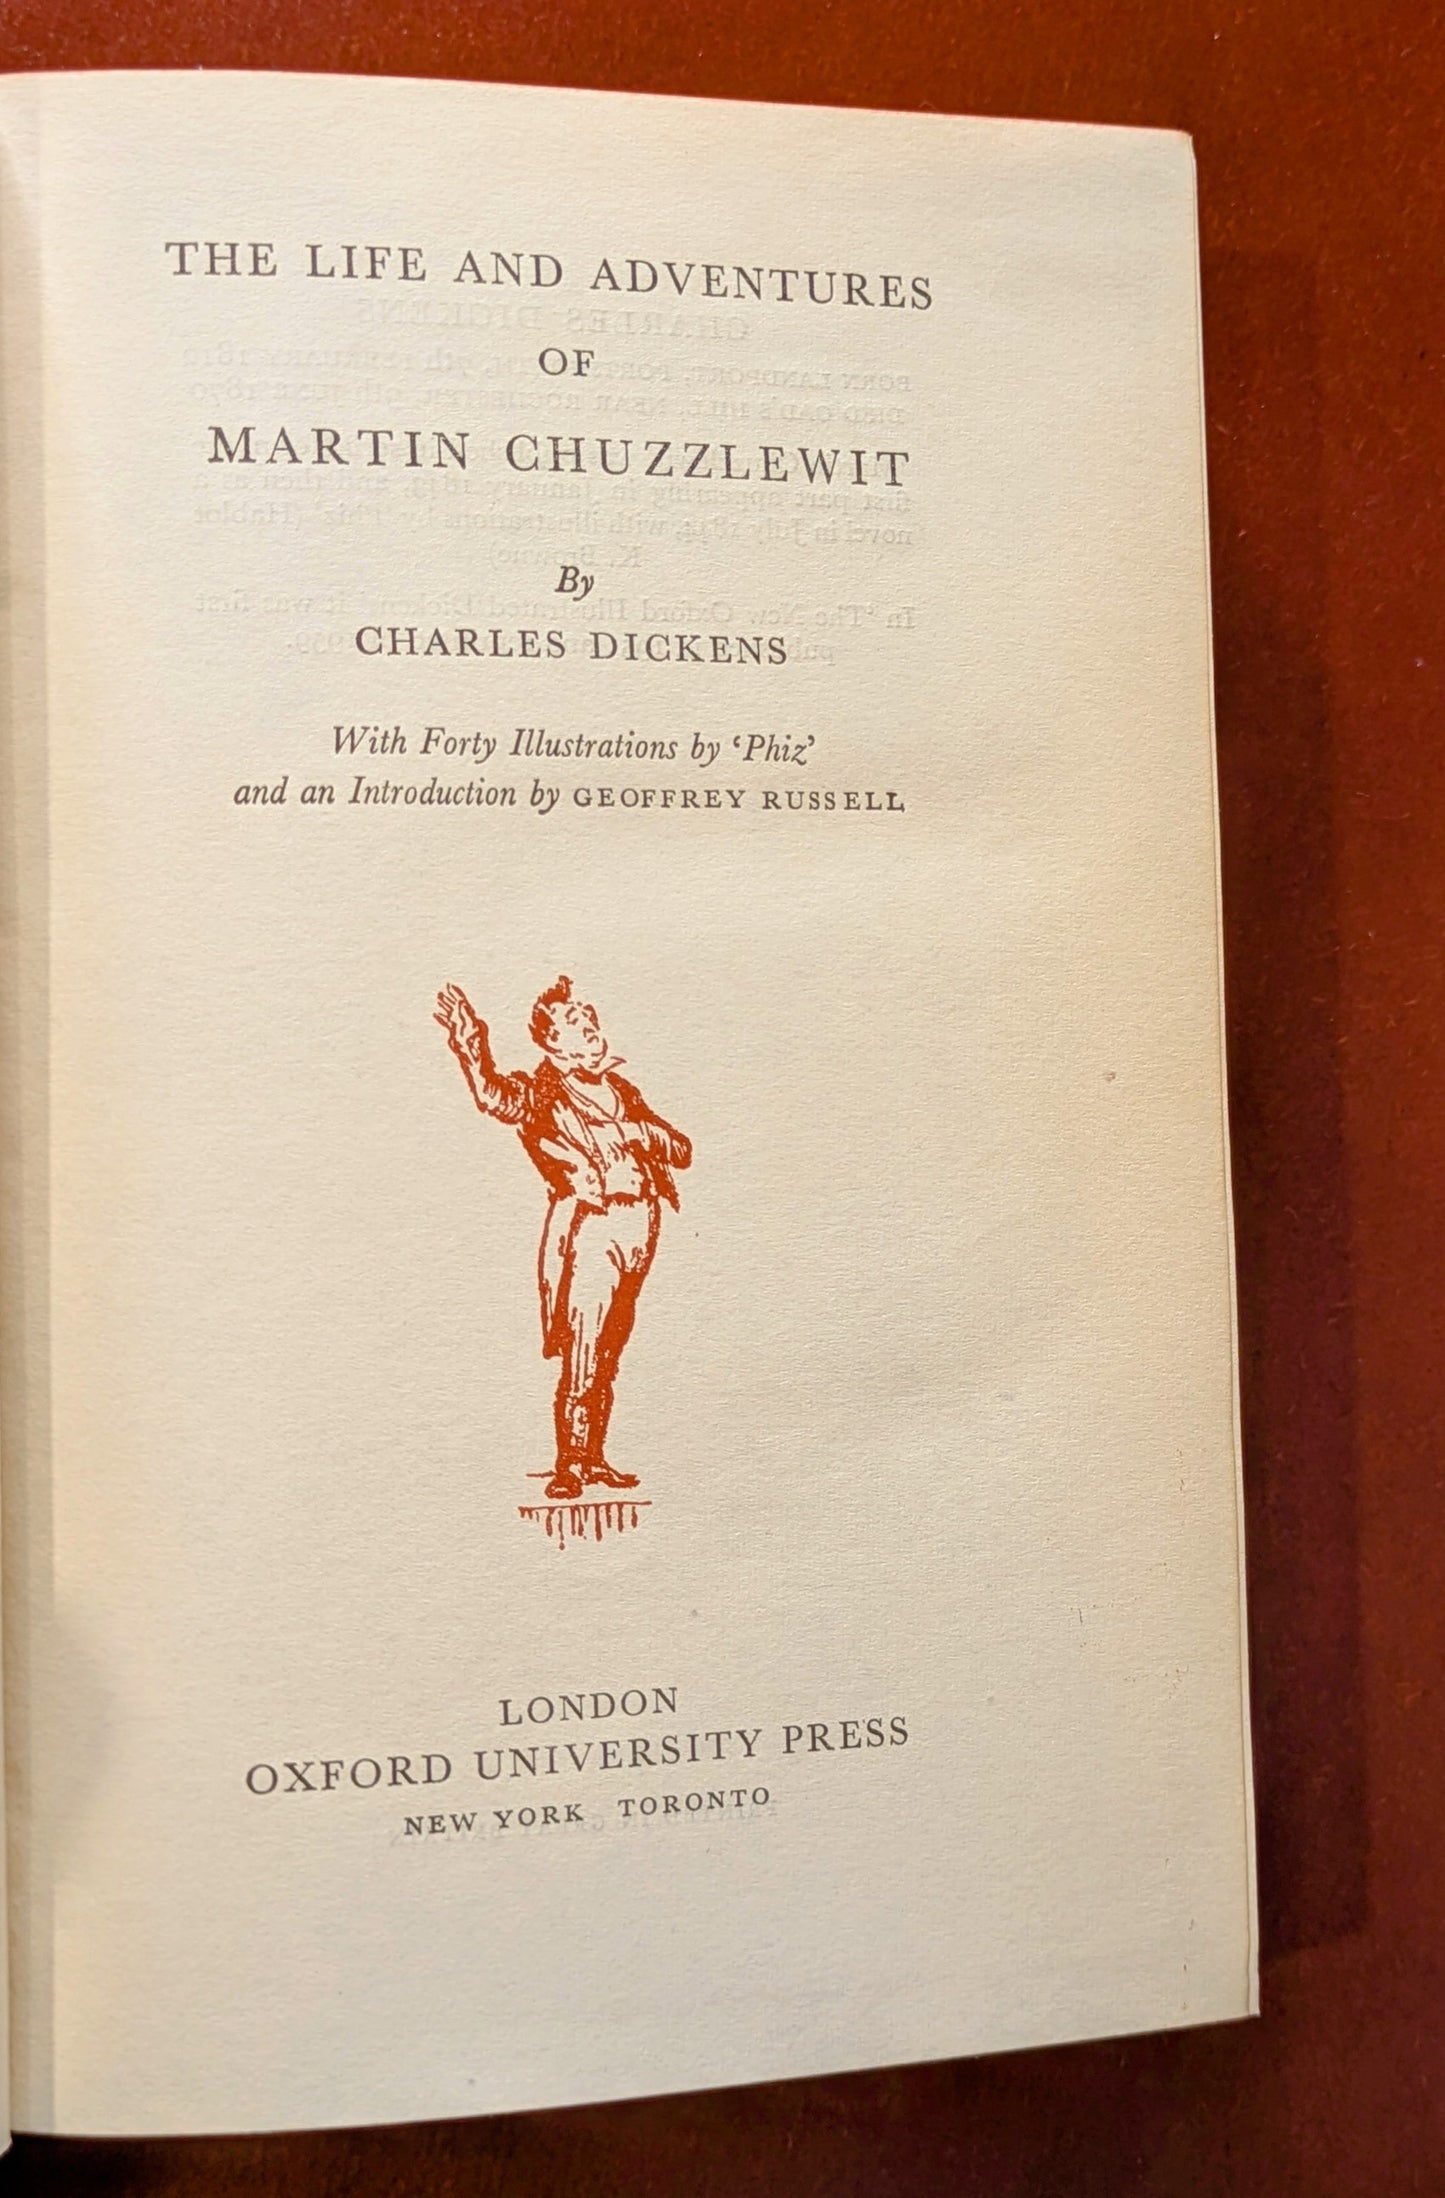 THE LIFE AND ADVENTURES
OF
MARTIN CHUZZLEWIT
By
CHARLES DICKENS
With Forty Illustrations by ‘Phiz’
and an Introduction by GEOFFREY RUSSELL
LONDON
OXFORD UNIVERSITY PRESS
NEW YORK TORONTO